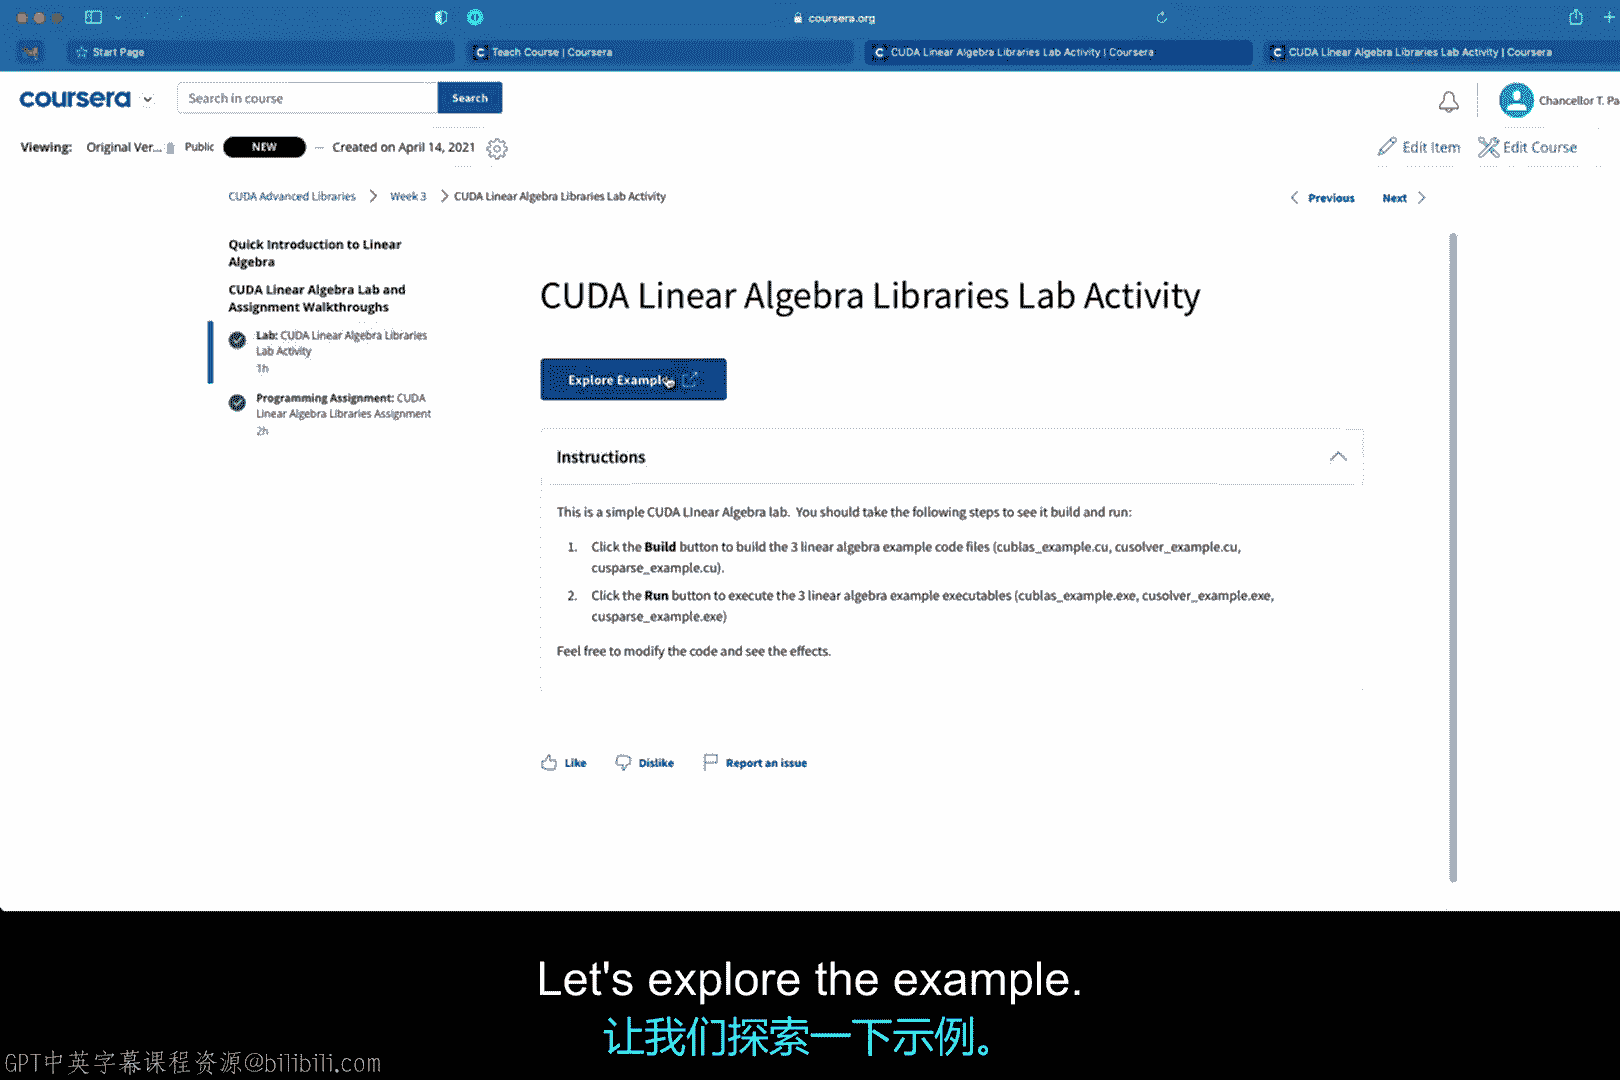 coursera.org
Start Page
Teach Course | Coursera
CUDA Linear Algebra Libraries Lab Activity | Coursera
CUDA Linear Algebra Libraries Lab Activity | Coursera
coursera
Search in course
Search
Chancellor T. Pa
Viewing:
Original Ver...
Public
NEW
Created on April 14, 2021
Edit Item
Edit Course
CUDA Advanced Libraries
Week 3
CUDA Linear Algebra Libraries Lab Activity
Previous
Next
Quick Introduction to Linear
Algebra
CUDA Linear Algebra Lab and
Assignment Walkthroughs
Lab: CUDA Linear Algebra Libraries
Lab Activity
1h
Programming Assignment: CUDA
Linear Algebra Libraries Assignment
2h
CUDA Linear Algebra Libraries Lab Activity
Explore Example
Instructions
This is a simple CUDA LInear Algebra lab. You should take the following steps to see it build and run:
1. Click the Build button to build the 3 linear algebra example code files (cublas_example.cu, cusolver_example.cu,
cusparse_example.cu).
2. Click the Run button to execute the 3 linear algebra example executables (cublas_example.exe, cusolver_example.exe,
cusparse_example.exe)
Feel free to modify the code and see the effects.
Like
Dislike
Report an issue
Let's explore the example.
让我们探索一下示例。
GPT中英字幕课程资源@bilibili.com